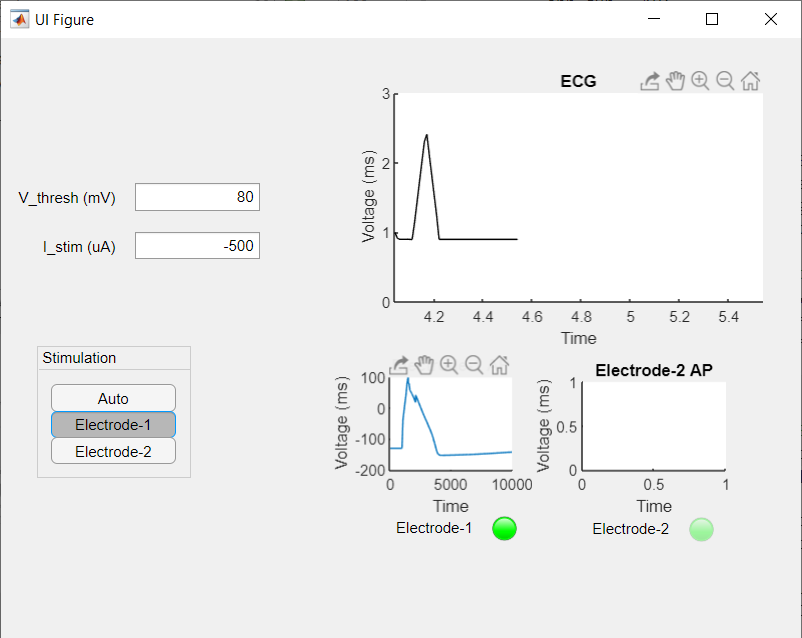 UI Figure
V_thresh (mV)
80
I_stim (uA)
-500
Stimulation
Auto
Electrode-1
Electrode-2
ECG
Voltage (ms)
3
2
1
0
4.2 4.4 4.6 4.8 5 5.2 5.4
Time
Voltage (ms)
100
0
-100
-200
0 5000 10000
Time
Electrode-1
Electrode-2 AP
Voltage (ms)
1
0.5
0
0 0.5 1
Time
Electrode-2